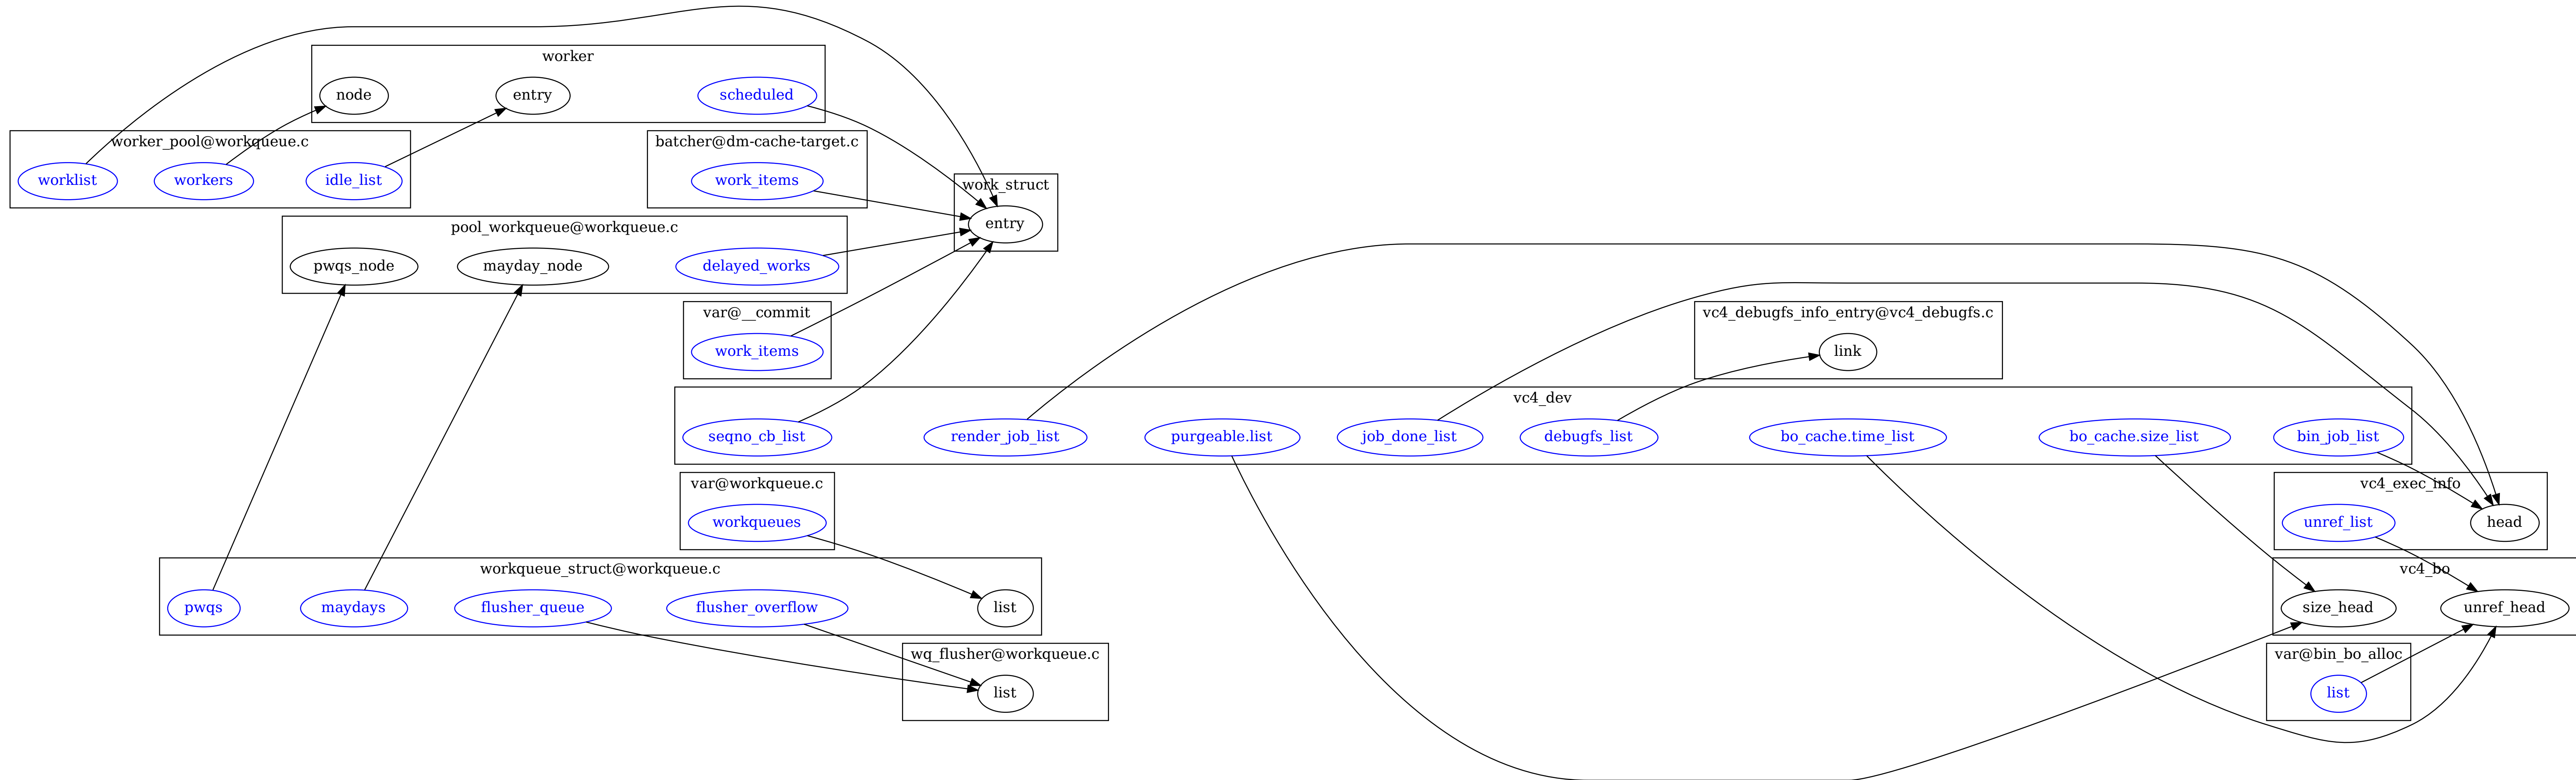 worker
node
entry
scheduled
worker_pool@workqueue.c
worklist
workers
idle_list
batcher@dm-cache-target.c
work_items
work_struct
entry
pool_workqueue@workqueue.c
pwqs_node
mayday_node
delayed_works
var@__commit
work_items
vc4_debugfs_info_entry@vc4_debugfs.c
link
vc4_dev
seqno_cb_list
render_job_list
purgeable.list
job_done_list
debugfs_list
bo_cache.time_list
bo_cache.size_list
bin_job_list
var@workqueue.c
workqueues
vc4_exec_info
unref_list
head
workqueue_struct@workqueue.c
pwqs
maydays
flusher_queue
flusher_overflow
list
vc4_bo
size_head
unref_head
wq_flusher@workqueue.c
list
var@bin_bo_alloc
list